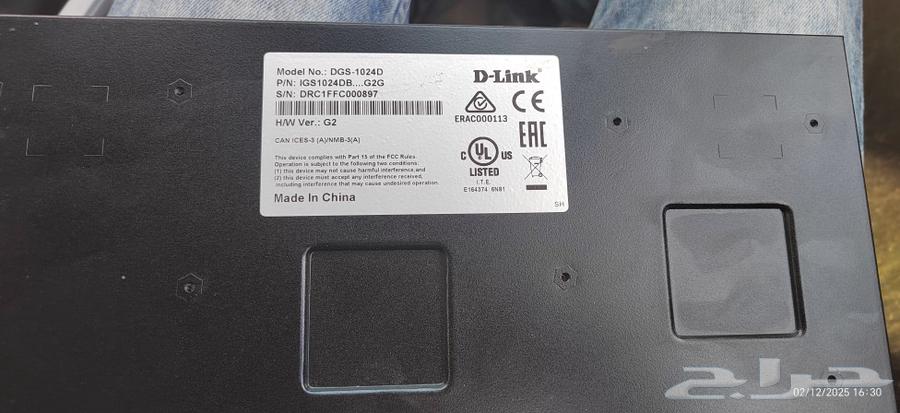 Model No.: DGS-1024D
P/N: IGS1024DB....G2G
S/N: DRC1FFC000897
H/W Ver.: G2
CAN ICES-3 (A)/NMB-3(A)
This device complies with Part 15 of the FCC Rules.
Operation is subject to the following two conditions:
(1) this device may not cause harmful interference,and
(2) this device must accept any interference received,
including interference that may cause undesired operation.
Made In China
D-Link®
CE
ERAC000113
EAC
C UL US
LISTED
I.T.E.
E164374 6N81
SH
حراج
02/12/2025 16:30